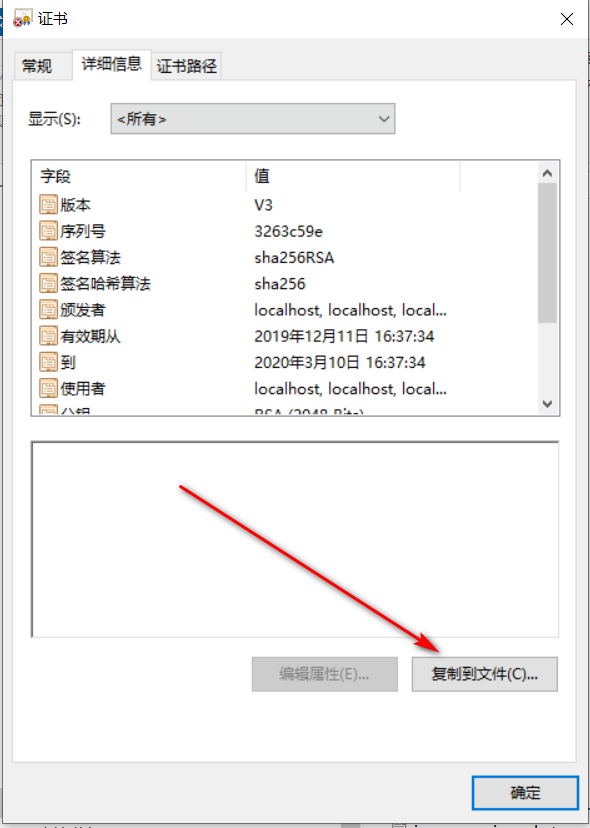 证书
常规 详细信息 证书路径
显示(S): <所有>
字段 值
版本 V3
序列号 3263c59e
签名算法 sha256RSA
签名哈希算法 sha256
颁发者 localhost, localhost, local...
有效期从 2019年12月11日 16:37:34
到 2020年3月10日 16:37:34
使用者 localhost, localhost, local...
公钥 RSA (2048 Bits)
编辑属性(E)... 复制到文件(C)...
确定